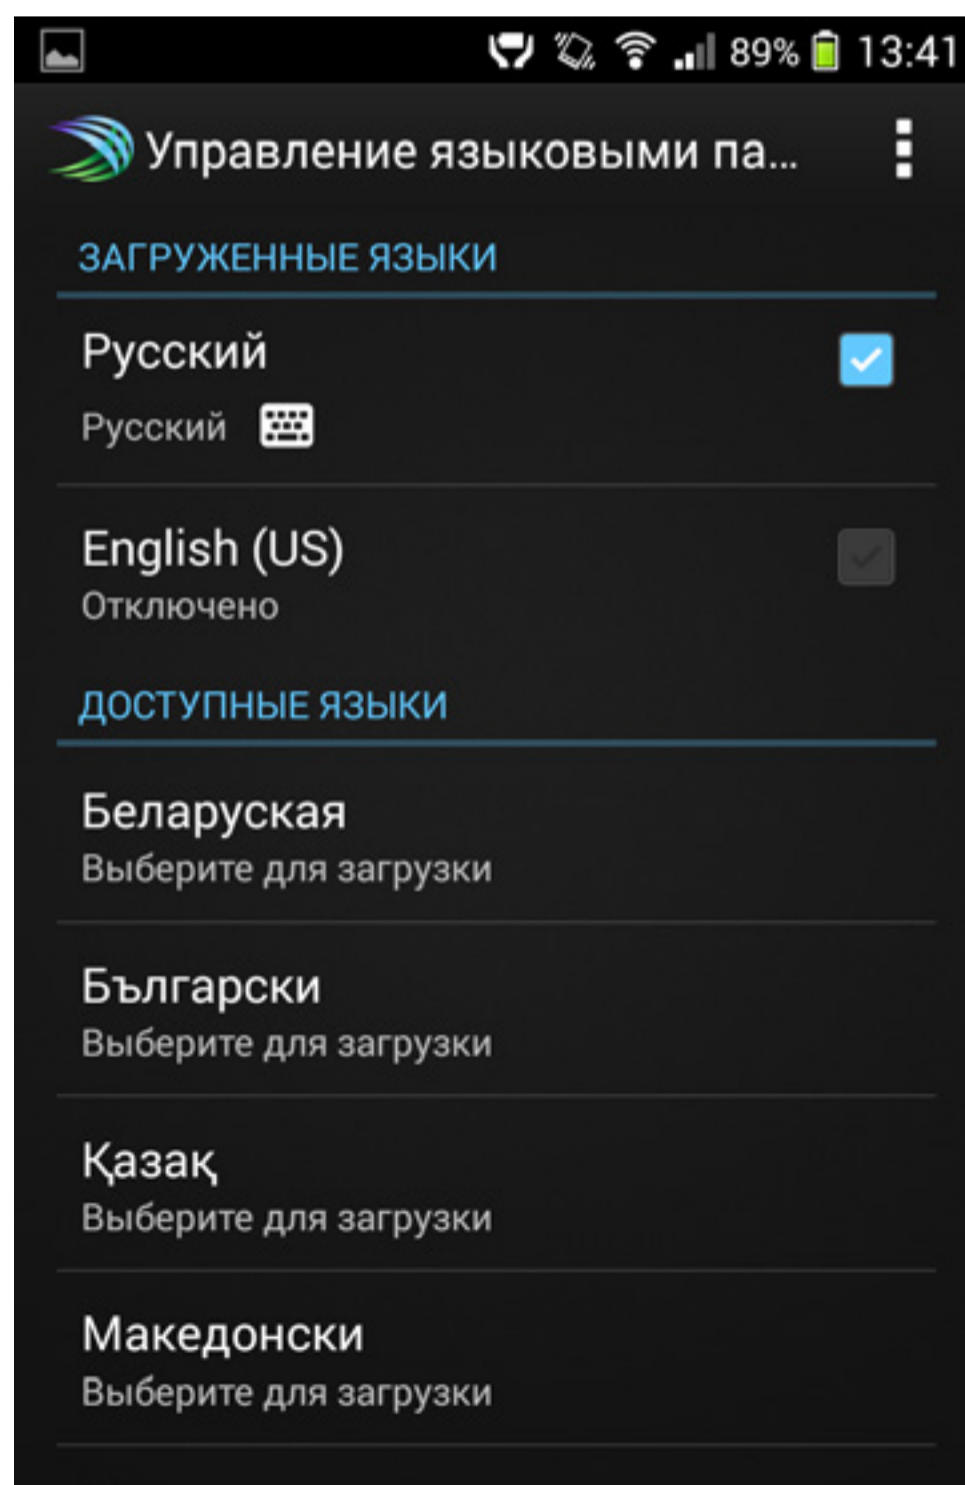 89% 13:41
Управление языковыми па...
ЗАГРУЖЕННЫЕ ЯЗЫКИ
Русский
Русский
English (US)
Отключено
ДОСТУПНЫЕ ЯЗЫКИ
Беларуская
Выберите для загрузки
Български
Выберите для загрузки
Қазақ
Выберите для загрузки
Македонски
Выберите для загрузки